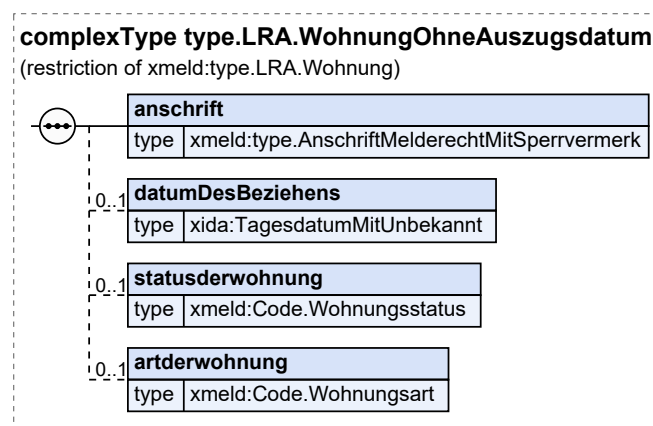 complexType type.LRA.WohnungOhneAuszugsdatum
(restriction of xmeld:type.LRA.Wohnung)
anschrift
type xmeld:type.AnschriftMelderechtMitSperrvermerk
0..1 datumDesBeziehens
type xida:TagesdatumMitUnbekannt
0..1 statusderwohnung
type xmeld:Code.Wohnungsstatus
0..1 artderwohnung
type xmeld:Code.Wohnungsart